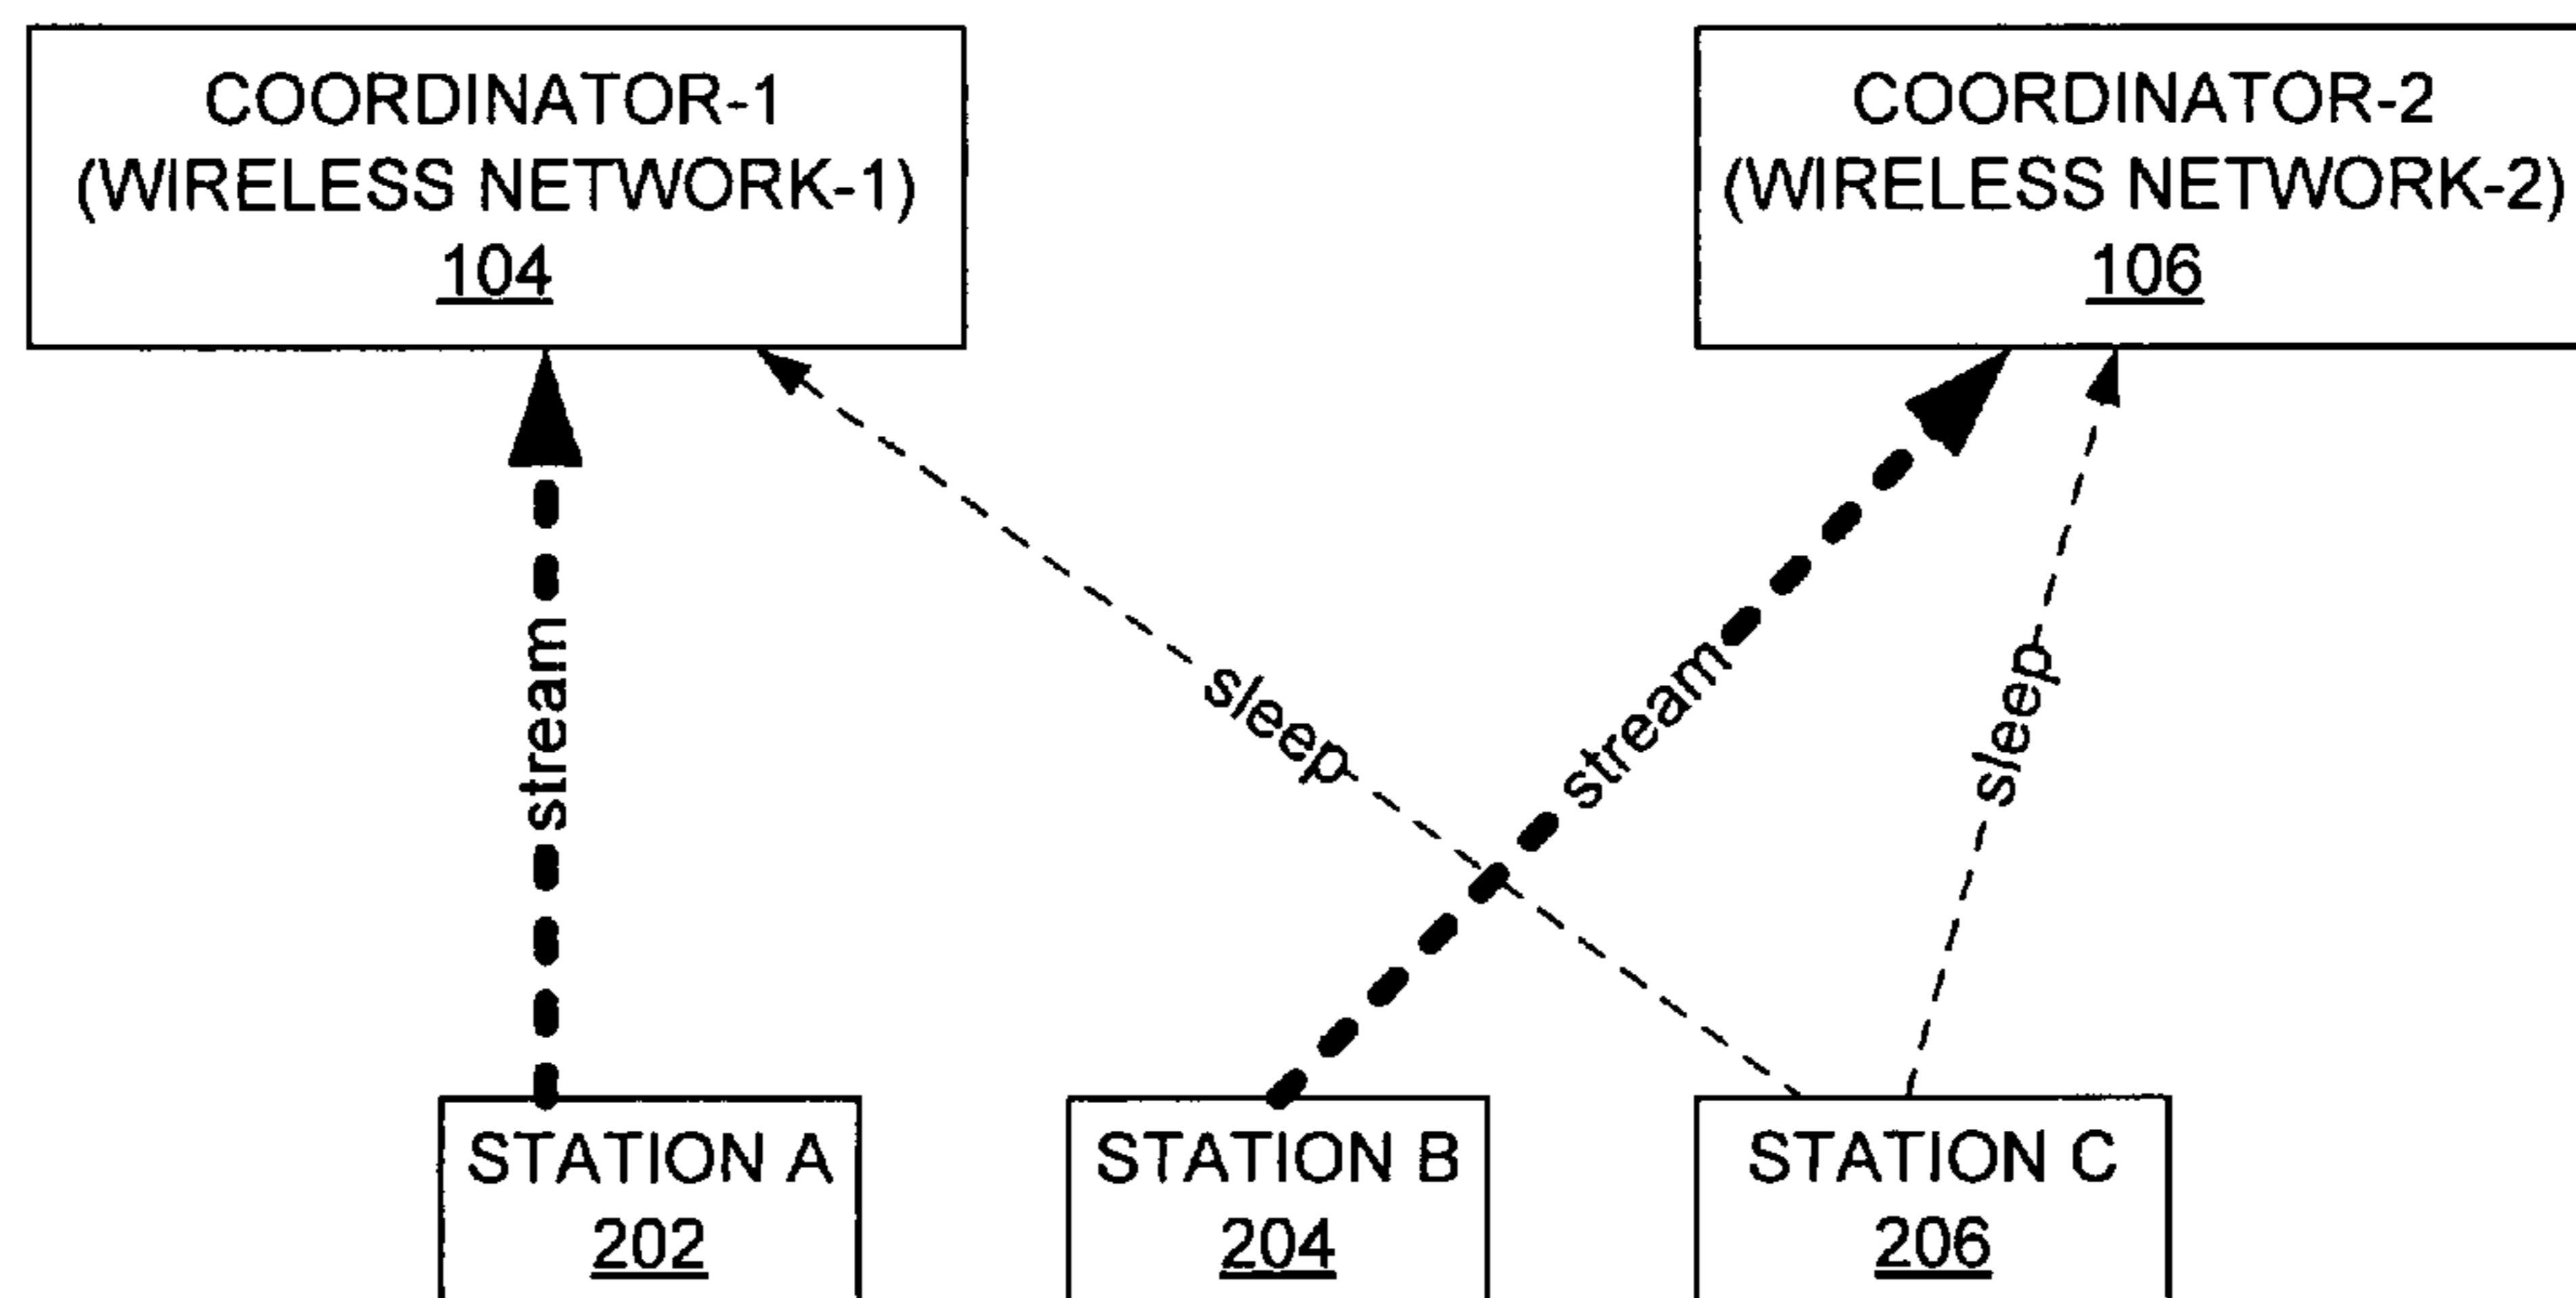 COORDINATOR-1
(WIRELESS NETWORK-1)
104
COORDINATOR-2
(WIRELESS NETWORK-2)
106
stream
sleep
stream
sleep
STATION A
202
STATION B
204
STATION C
206